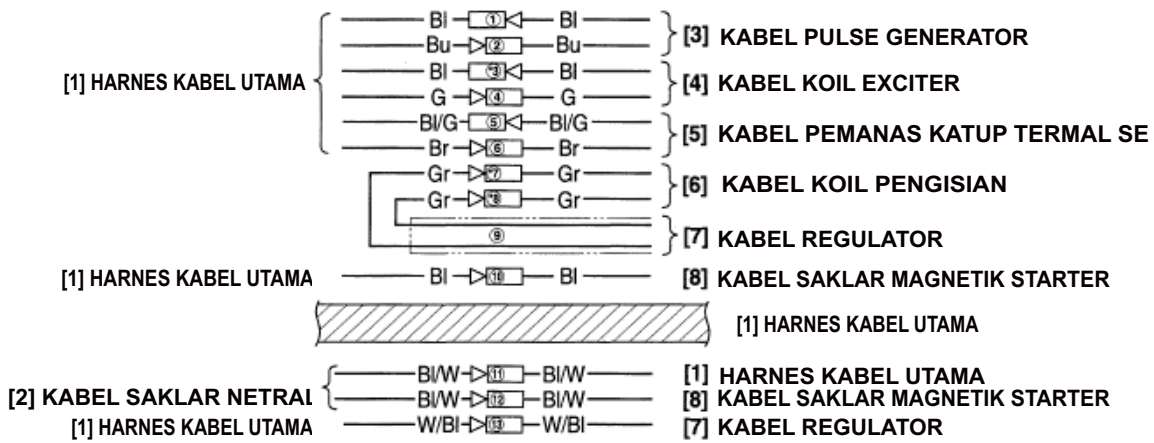 Bl ① Bl
Bu ② Bu
[3] KABEL PULSE GENERATOR
[1] HARNES KABEL UTAMA
Bl *3 Bl
G ④ G
[4] KABEL KOIL EXCITER
Bl/G ⑤ Bl/G
Br ⑥ Br
[5] KABEL PEMANAS KATUP TERMAL SE
Gr *7 Gr
Gr *8 Gr
[6] KABEL KOIL PENGISIAN
⑨
[7] KABEL REGULATOR
[1] HARNES KABEL UTAMA Bl ⑩ Bl [8] KABEL SAKLAR MAGNETIK STARTER
[1] HARNES KABEL UTAMA
Bl/W ⑪ Bl/W [1] HARNES KABEL UTAMA
[2] KABEL SAKLAR NETRAL Bl/W ⑫ Bl/W [8] KABEL SAKLAR MAGNETIK STARTER
[1] HARNES KABEL UTAMA W/Bl ⑬ W/Bl [7] KABEL REGULATOR